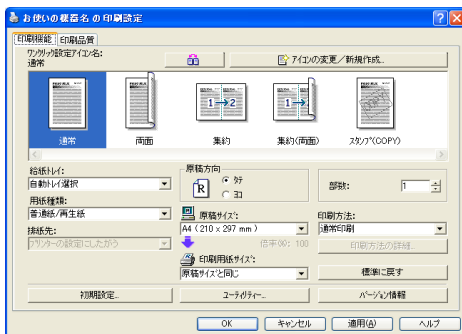 お使いの機器名 の印刷設定
印刷機能 印刷品質
ワンクリック設定アイコン名:
通常
アイコンの変更/新規作成...
1 2 1 2
通常 両面 集約 集約(両面) スタンプ(COPY)
給紙トレイ:
自動トレイ選択
用紙種類:
普通紙/再生紙
排紙先:
プリンターの設定にしたがう
原稿方向
R
タテ
ヨコ
原稿サイズ:
A4 (210 x 297 mm)
倍率(%): 100
印刷用紙サイズ:
原稿サイズと同じ
部数: 1
印刷方法:
通常印刷
印刷方法の詳細...
標準に戻す
初期設定... ユーティリティー... バージョン情報
OK キャンセル 適用(A) ヘルプ